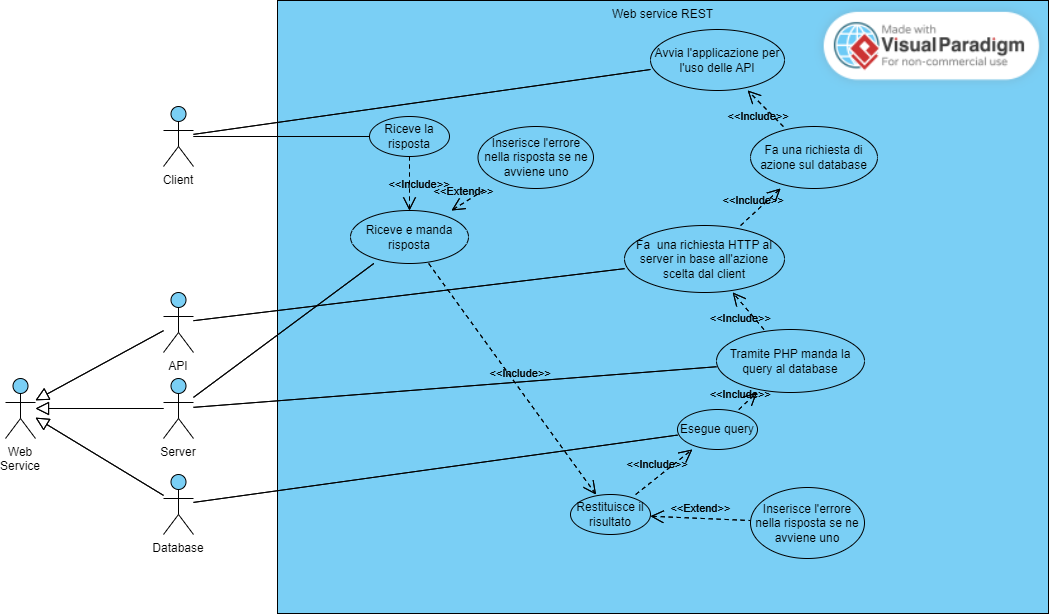 Web service REST
Made with
VisualParadigm
For non-commercial use
Avvia l'applicazione per
l'uso delle API
<<Include>>
Client
Riceve la
risposta
Inserisce l'errore
nella risposta se ne
avviene uno
Fa una richiesta di
azione sul database
<<Include>>
<<Extend>>
<<Include>>
Riceve e manda
risposta
Fa una richiesta HTTP al
server in base all'azione
scelta dal client
API
<<Include>>
Tramite PHP manda la
query al database
<<Include>>
<<Include>>
Web
Service
Server
Esegue query
<<Include>>
Restituisce il
risultato
<<Extend>>
Inserisce l'errore
nella risposta se ne
avviene uno
Database